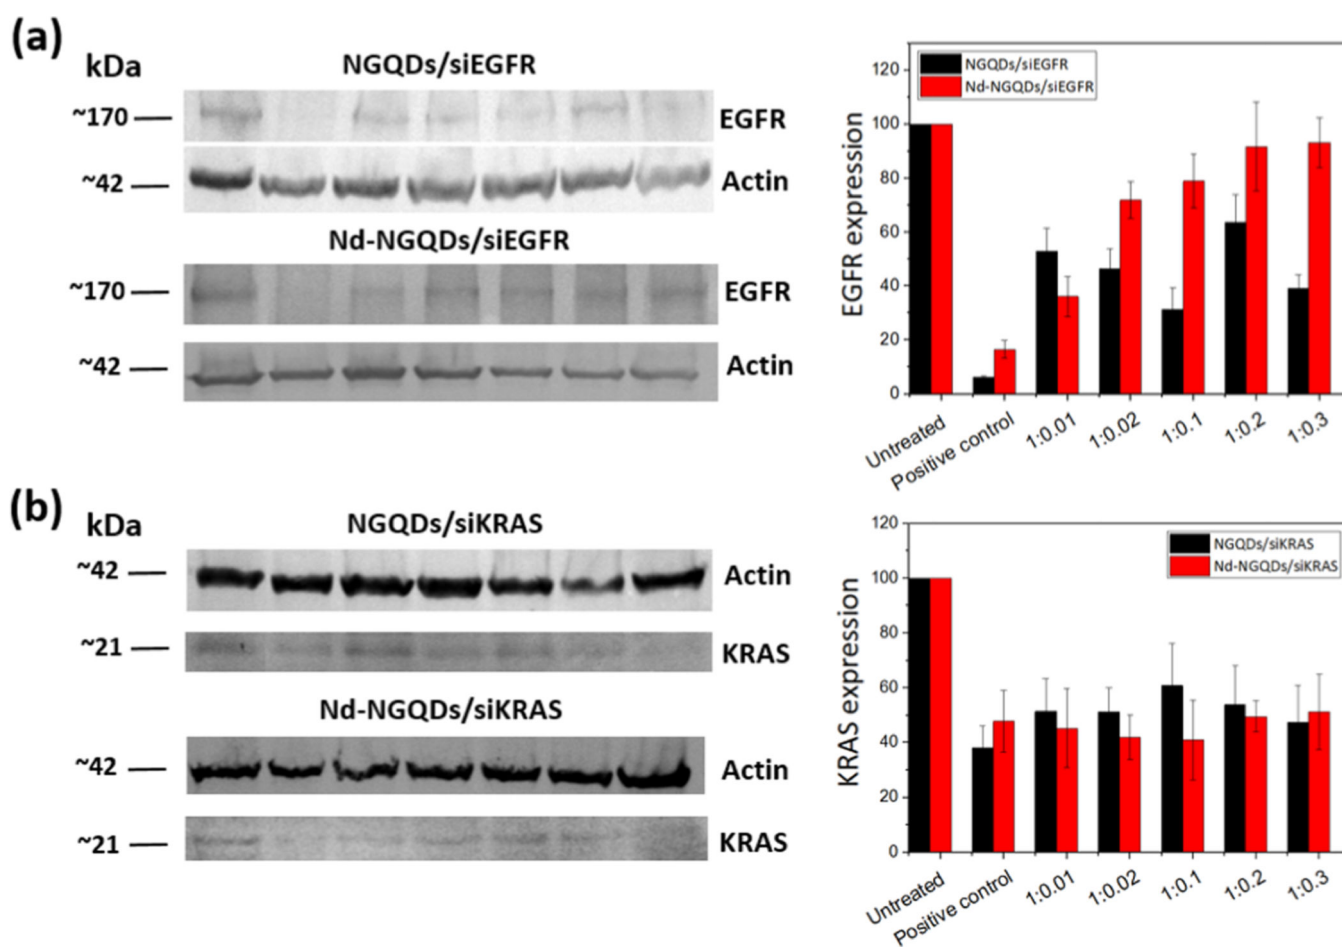 (a)
kDa
NGQDs/siEGFR
~170
EGFR
~42
Actin
Nd-NGQDs/siEGFR
~170
EGFR
~42
Actin
EGFR expression
120
100
80
60
40
20
0
NGQDs/siEGFR
Nd-NGQDs/siEGFR
Untreated
Positive control
1:0.01
1:0.02
1:0.1
1:0.2
1:0.3
(b)
kDa
NGQDs/siKRAS
~42
Actin
~21
KRAS
Nd-NGQDs/siKRAS
~42
Actin
~21
KRAS
KRAS expression
120
100
80
60
40
20
0
NGQDs/siKRAS
Nd-NGQDs/siKRAS
Untreated
Positive control
1:0.01
1:0.02
1:0.1
1:0.2
1:0.3